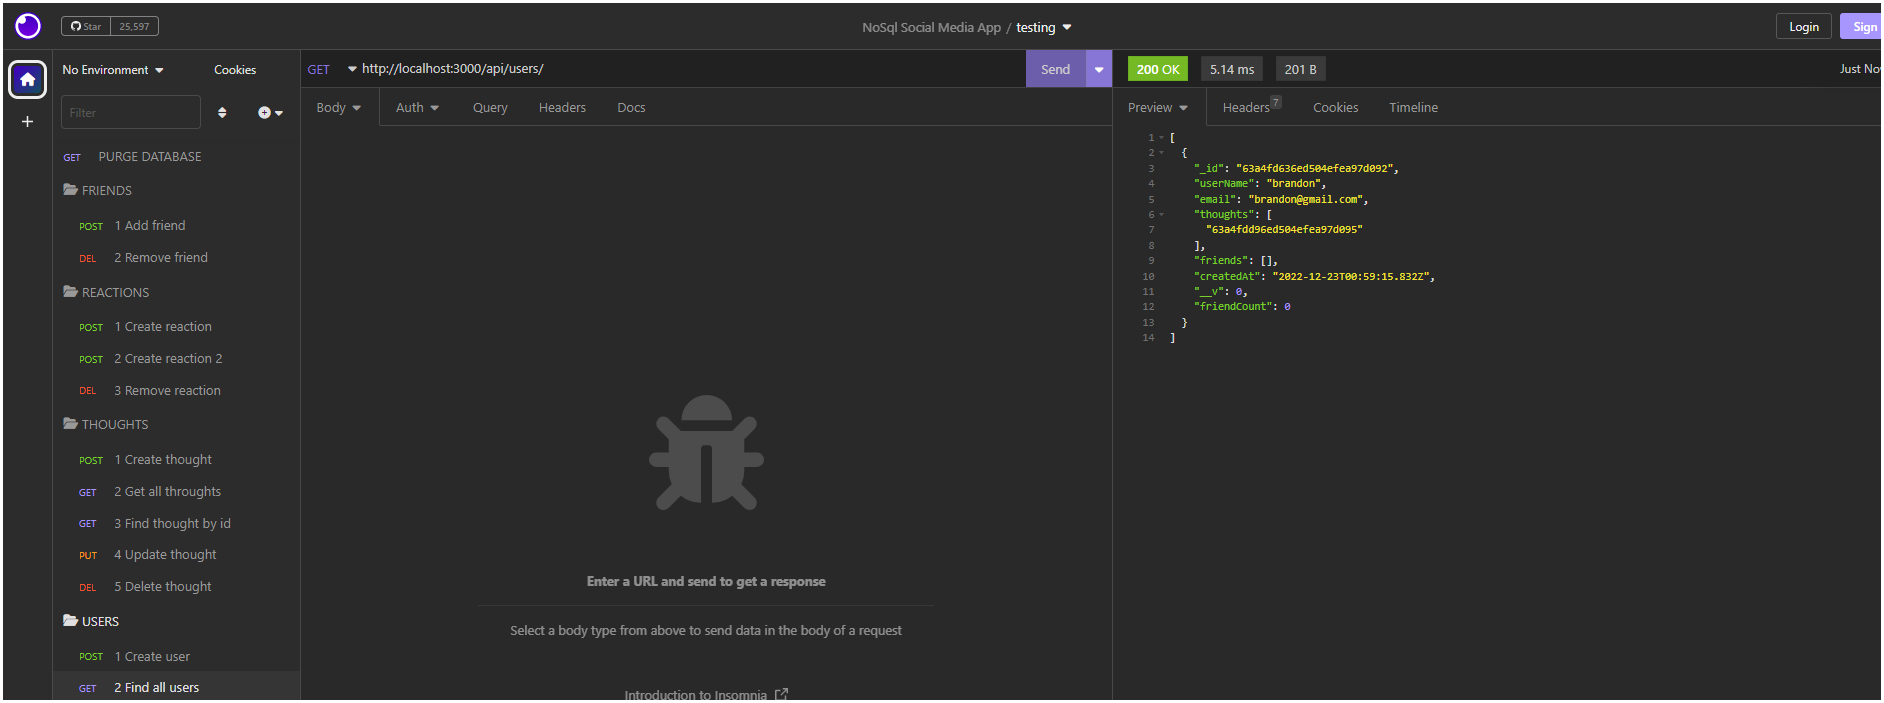 Star 25,597
NoSql Social Media App / testing
Login
Sign
No Environment
Cookies
GET http://localhost:3000/api/users/
Send
200 OK
5.14 ms
201 B
Just Nov
Filter
Body
Auth
Query
Headers
Docs
Preview
Headers 7
Cookies
Timeline
GET PURGE DATABASE
FRIENDS
POST 1 Add friend
DEL 2 Remove friend
REACTIONS
POST 1 Create reaction
POST 2 Create reaction 2
DEL 3 Remove reaction
THOUGHTS
POST 1 Create thought
GET 2 Get all throughts
GET 3 Find thought by id
PUT 4 Update thought
DEL 5 Delete thought
USERS
POST 1 Create user
GET 2 Find all users
Enter a URL and send to get a response
Select a body type from above to send data in the body of a request
Introduction to Insomnia
1 [
2 {
3 "_id": "63a4fd636ed504efea97d092",
4 "userName": "brandon",
5 "email": "brandon@gmail.com",
6 "thoughts": [
7 "63a4fdd96ed504efea97d095"
8 ],
9 "friends": [],
10 "createdAt": "2022-12-23T00:59:15.832Z",
11 "__v": 0,
12 "friendCount": 0
13 }
14 ]